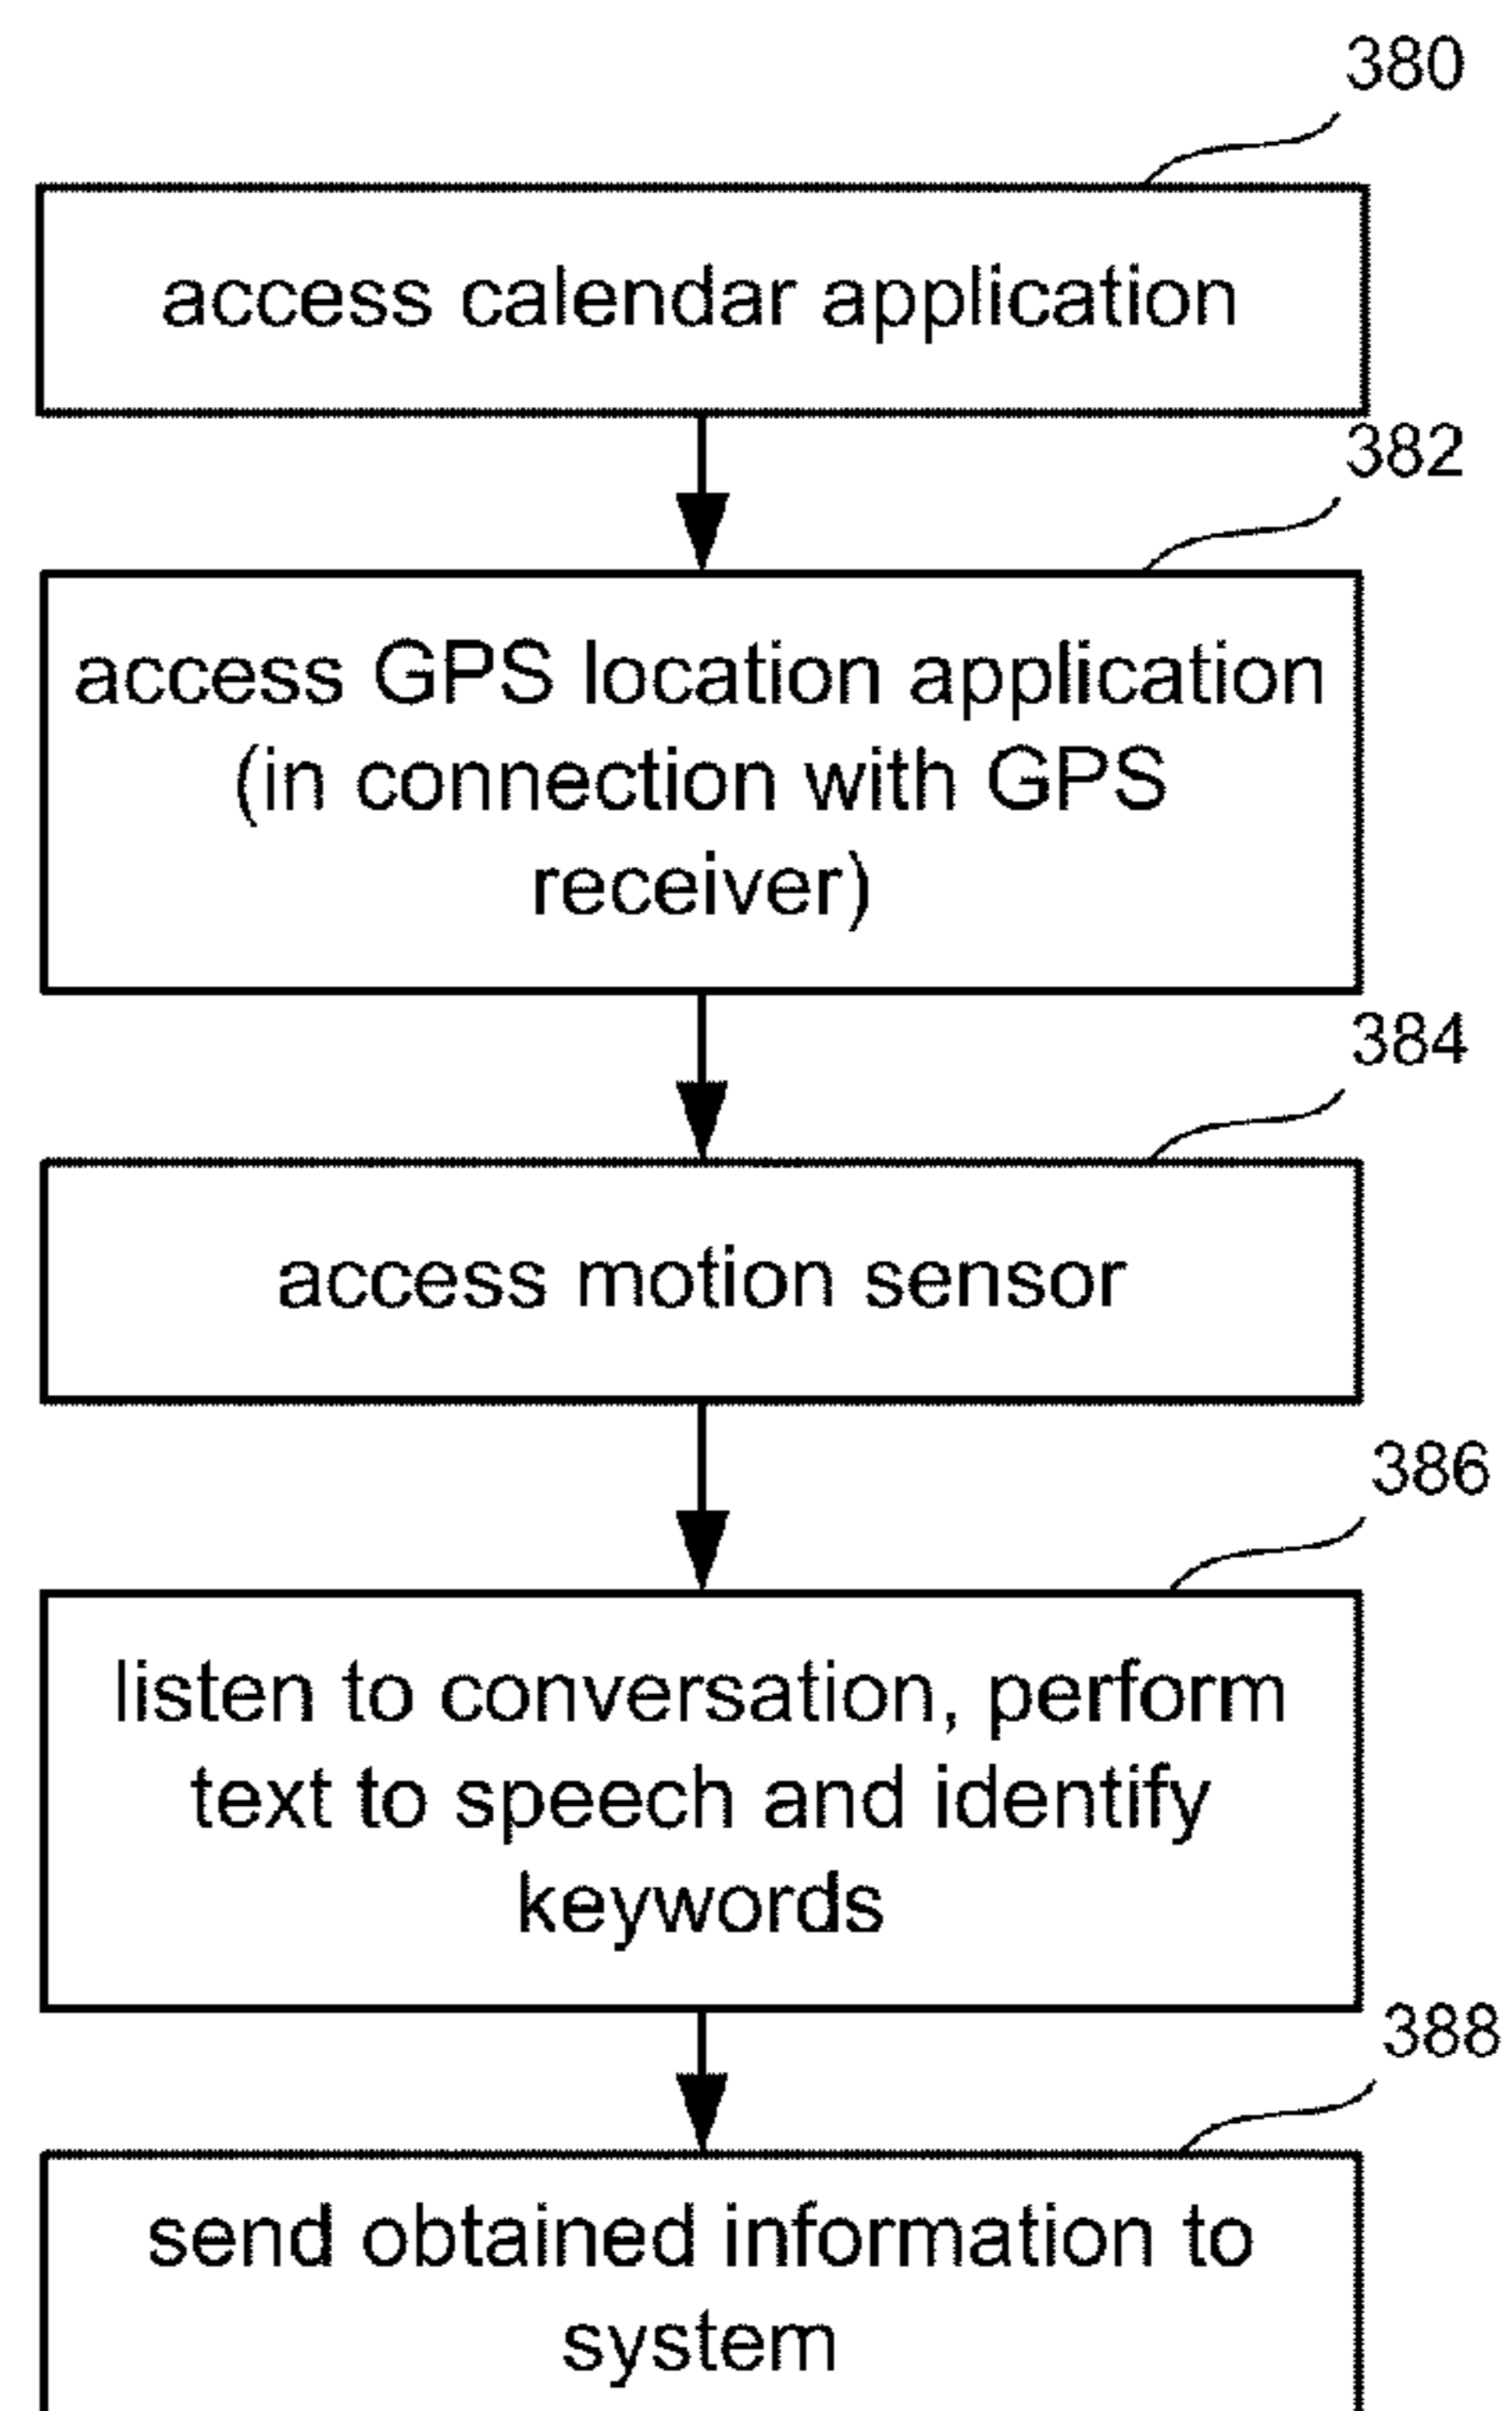 380
access calendar application
382
access GPS location application
(in connection with GPS
receiver)
384
access motion sensor
386
listen to conversation, perform
text to speech and identify
keywords
388
send obtained information to
system